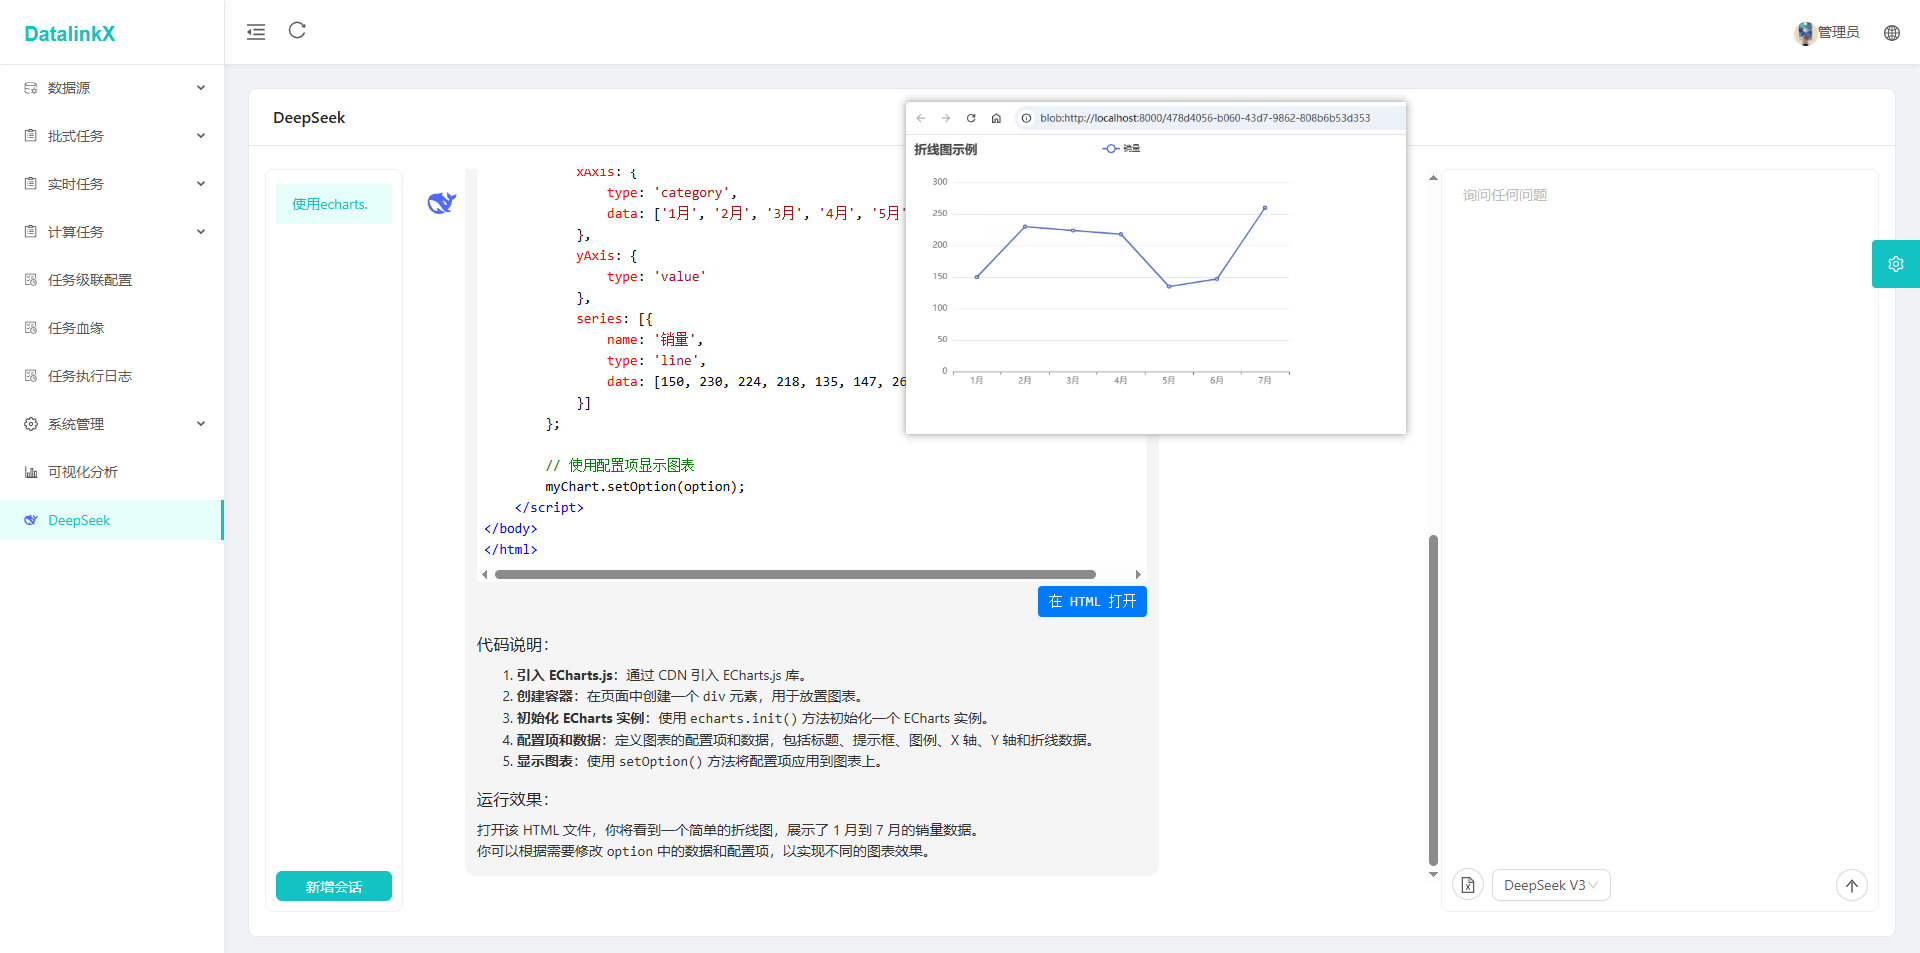 DatalinkX
管理员
数据源
批式任务
实时任务
计算任务
任务级联配置
任务血缘
任务执行日志
系统管理
可视化分析
DeepSeek
DeepSeek
使用echarts.
新增会话
xAxis: {
type: 'category',
data: ['1月', '2月', '3月', '4月', '5月'
},
yAxis: {
type: 'value'
},
series: [{
name: '销量',
type: 'line',
data: [150, 230, 224, 218, 135, 147, 26
}]
};
// 使用配置项显示图表
myChart.setOption(option);
</script>
</body>
</html>
在 HTML 打开
代码说明：
1. 引入 ECharts.js：通过 CDN 引入 ECharts.js 库。
2. 创建容器：在页面中创建一个 div 元素，用于放置图表。
3. 初始化 ECharts 实例：使用 echarts.init() 方法初始化一个 ECharts 实例。
4. 配置项和数据：定义图表的配置项和数据，包括标题、提示框、图例、X 轴、Y 轴和折线数据。
5. 显示图表：使用 setOption() 方法将配置项应用到图表上。
运行效果：
打开该 HTML 文件，你将看到一个简单的折线图，展示了 1 月到 7 月的销量数据。
你可以根据需要修改 option 中的数据和配置项，以实现不同的图表效果。
blob:http://localhost:8000/478d4056-b060-43d7-9862-808b6b53d353
折线图示例
销量
300
250
200
150
100
50
0
1月 2月 3月 4月 5月 6月 7月
询问任何问题
DeepSeek V3